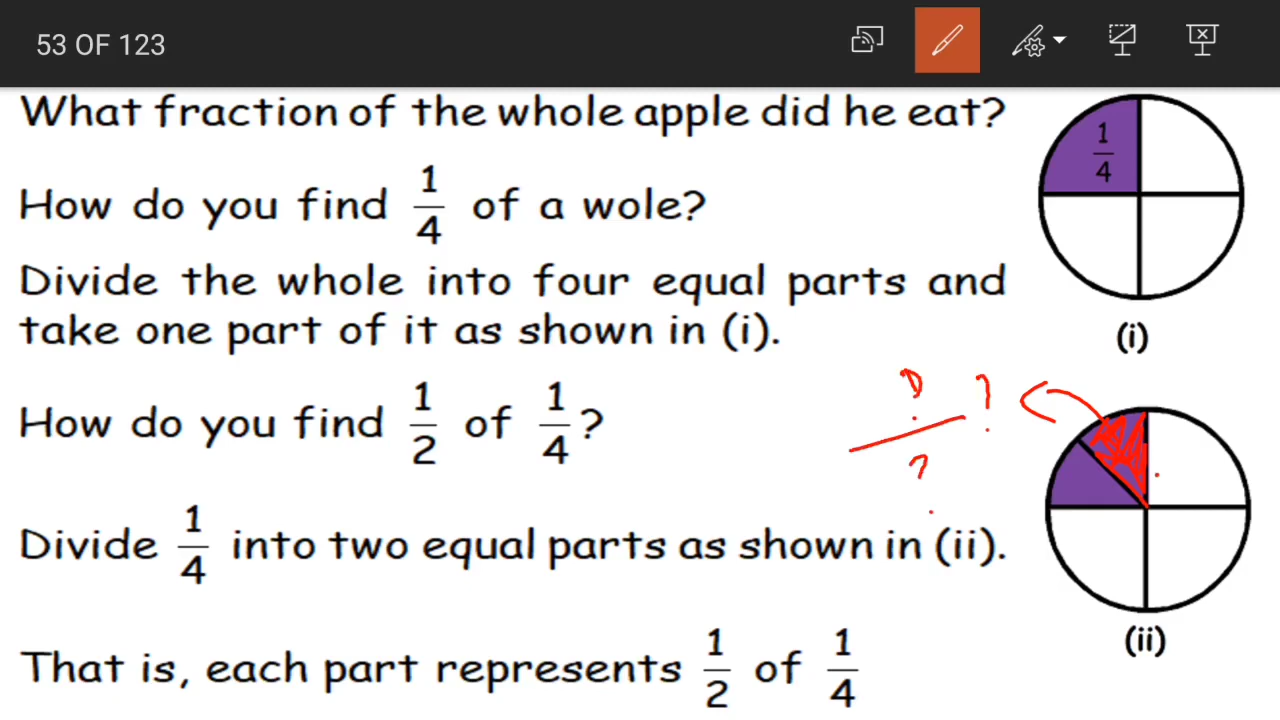 53 OF 123
What fraction of the whole apple did he eat?
How do you find 1/4 of a wole?
Divide the whole into four equal parts and
take one part of it as shown in (i).
How do you find 1/2 of 1/4?
Divide 1/4 into two equal parts as shown in (ii).
That is, each part represents 1/2 of 1/4
1/4
(i)
? / ? ?
(ii)